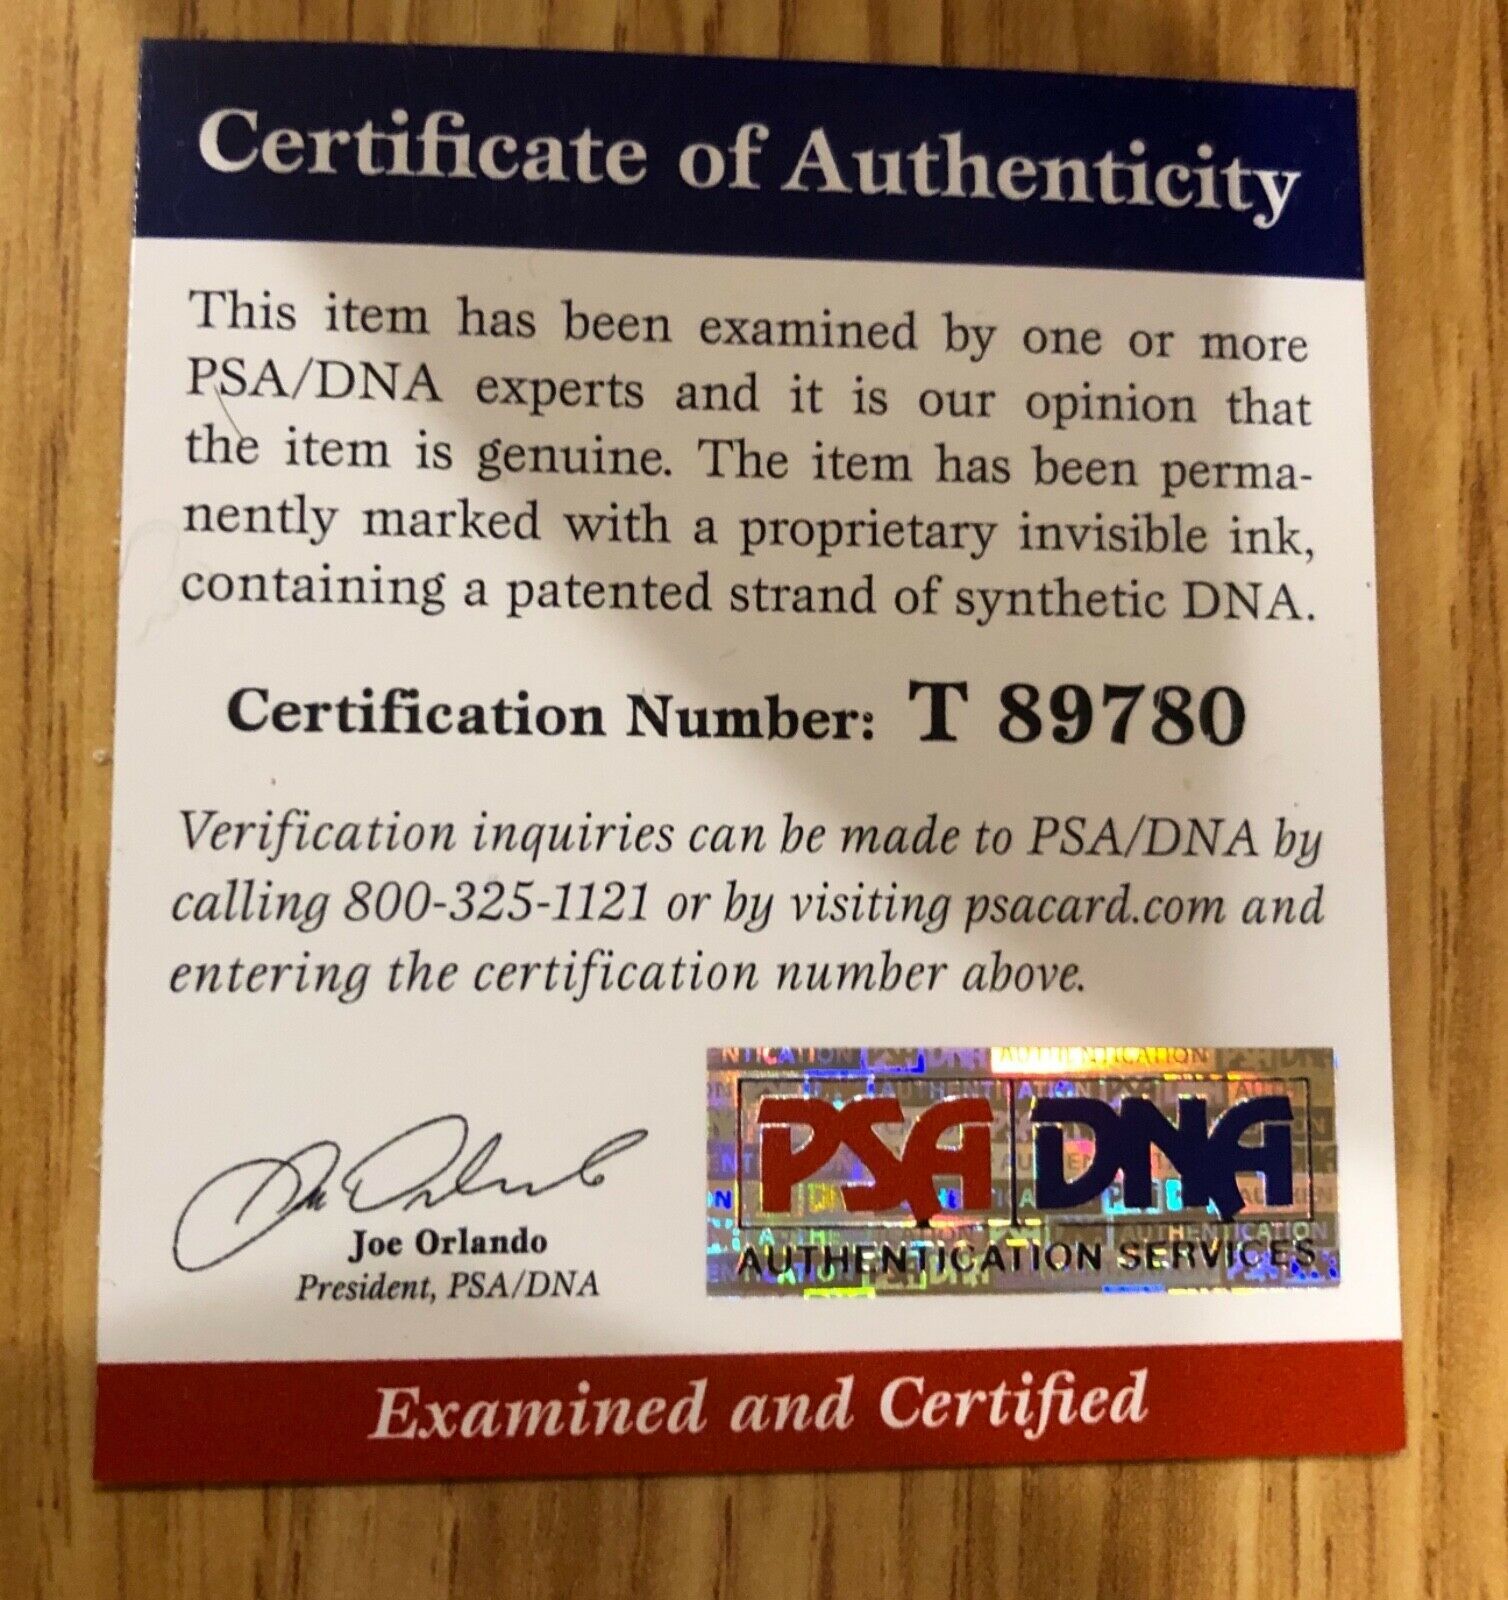 Certificate of Authenticity
This item has been examined by one or more
PSA/DNA experts and it is our opinion that
the item is genuine. The item has been perma-
nently marked with a proprietary invisible ink,
containing a patented strand of synthetic DNA.
Certification Number: T 89780
Verification inquiries can be made to PSA/DNA by
calling 800-325-1121 or by visiting psacard.com and
entering the certification number above.
Joe Orlando
President, PSA/DNA
PSA DNA
AUTHENTICATION SERVICES
Examined and Certified